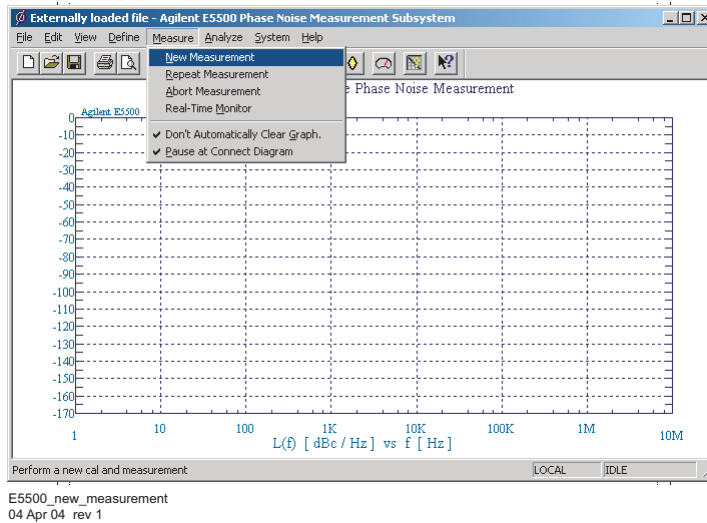 Externally loaded file - Agilent E5500 Phase Noise Measurement Subsystem
File Edit View Define Measure Analyze System Help
New Measurement
Repeat Measurement
Abort Measurement
Real-Time Monitor
✔ Don't Automatically Clear Graph.
✔ Pause at Connect Diagram
e Phase Noise Measurement
Agilent E5500
0
-10
-20
-30
-40
-50
-60
-70
-80
-90
-100
-110
-120
-130
-140
-150
-160
-170
1 10 100 1K 10K 100K 1M 10M
L(f) [ dBc / Hz ] vs f [ Hz ]
Perform a new cal and measurement LOCAL IDLE
E5500_new_measurement
04 Apr 04 rev 1